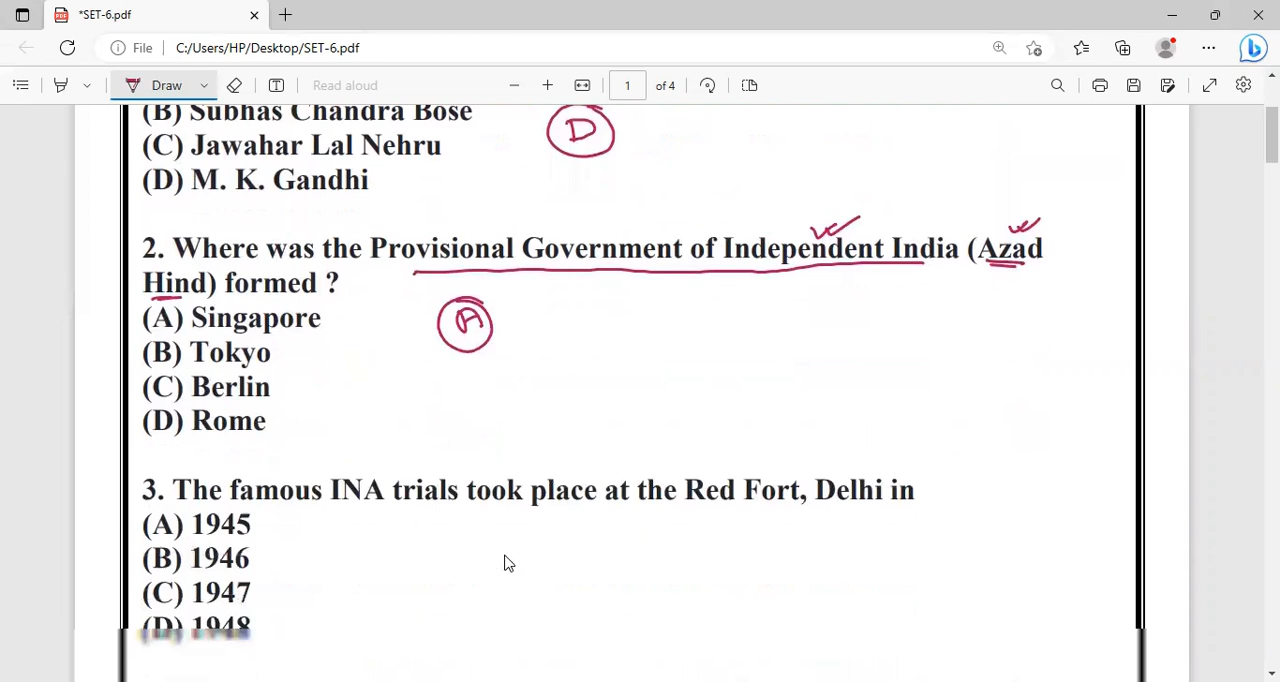 *SET-6.pdf
File C:/Users/HP/Desktop/SET-6.pdf
Draw Read aloud 1 of 4
(B) Subhas Chandra Bose
(C) Jawahar Lal Nehru
D
(D) M. K. Gandhi
2. Where was the Provisional Government of Independent India (Azad
Hind) formed ?
(A) Singapore
A
(B) Tokyo
(C) Berlin
(D) Rome
3. The famous INA trials took place at the Red Fort, Delhi in
(A) 1945
(B) 1946
(C) 1947
(D) 1948